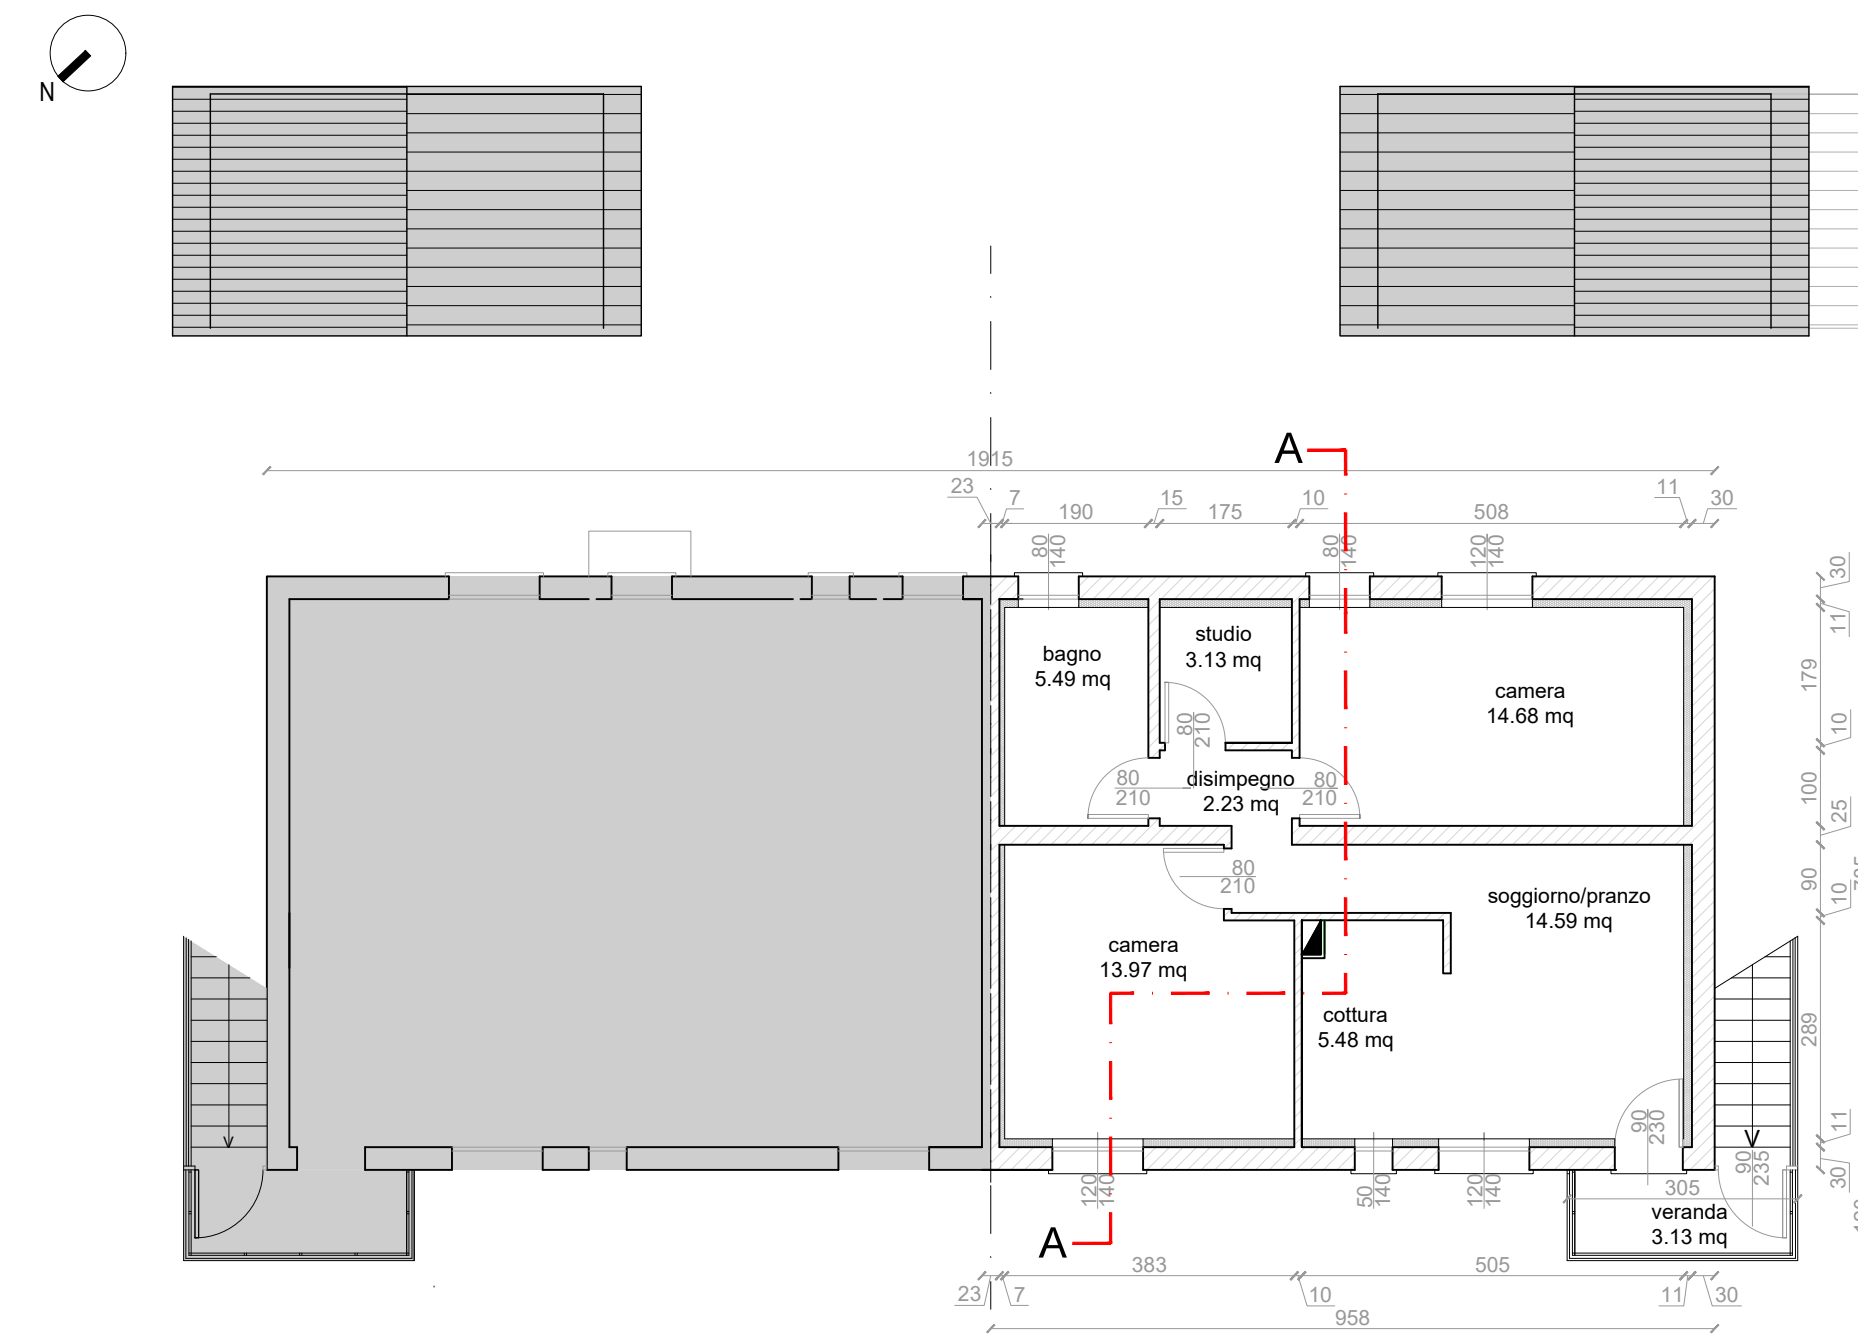 N
A
1915
23
7
190
15
175
10
508
11
30
80
140
80
140
120
140
30
11
179
10
100
25
90
10
289
11
30
bagno
5.49 mq
studio
3.13 mq
camera
14.68 mq
80
210
disimpegno
2.23 mq
80
210
80
210
80
210
soggiorno/pranzo
14.59 mq
camera
13.97 mq
cottura
5.48 mq
90
230
90
235
120
140
50
140
120
140
305
veranda
3.13 mq
A
383
505
23
7
10
11
30
958